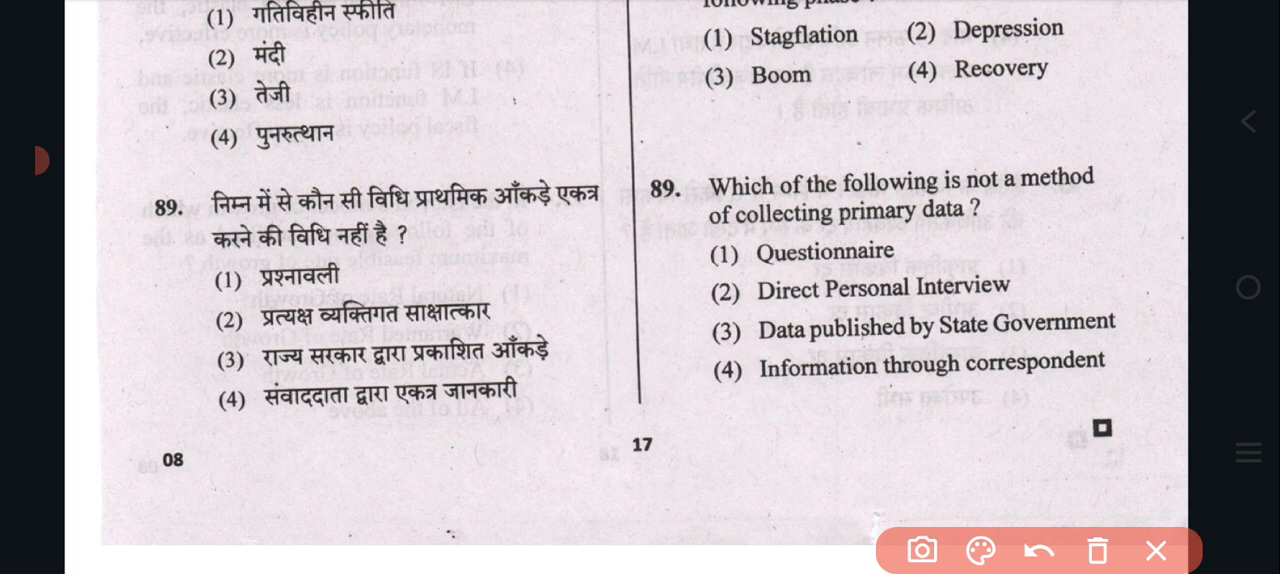 (1) गतिविहीन स्फीति
(2) मंदी
(3) तेजी
(4) पुनरुत्थान
89. निम्न में से कौन सी विधि प्राथमिक आँकड़े एकत्र
करने की विधि नहीं है ?
(1) प्रश्नावली
(2) प्रत्यक्ष व्यक्तिगत साक्षात्कार
(3) राज्य सरकार द्वारा प्रकाशित आँकड़े
(4) संवाददाता द्वारा एकत्र जानकारी
08
(1) Stagflation (2) Depression
(3) Boom (4) Recovery
89. Which of the following is not a method
of collecting primary data ?
(1) Questionnaire
(2) Direct Personal Interview
(3) Data published by State Government
(4) Information through correspondent
17